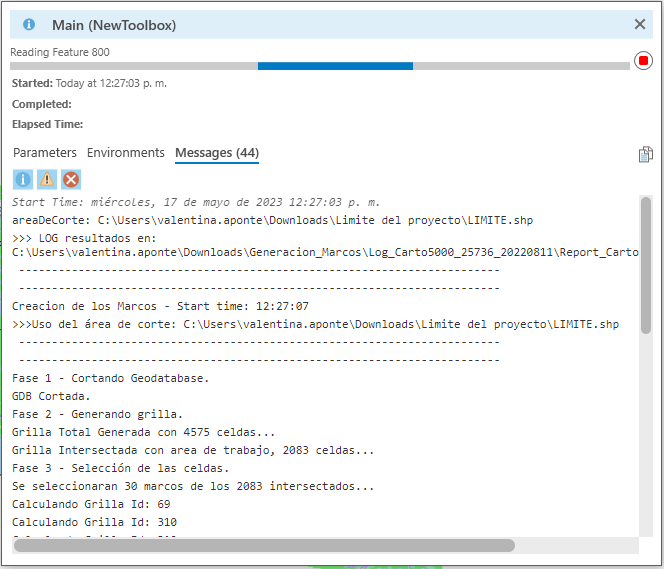 Main (NewToolbox)
Reading Feature 800
Started: Today at 12:27:03 p. m.
Completed:
Elapsed Time:
Parameters Environments Messages (44)
Start Time: miércoles, 17 de mayo de 2023 12:27:03 p. m.
areaDeCorte: C:\Users\valentina.aponte\Downloads\Limite del proyecto\LIMITE.shp
>>> LOG resultados en:
C:\Users\valentina.aponte\Downloads\Generacion_Marcos\Log_Carto5000_25736_20220811\Report_Carto
----------------------------------------------------------------------
----------------------------------------------------------------------
Creacion de los Marcos - Start time: 12:27:07
>>>Uso del área de corte: C:\Users\valentina.aponte\Downloads\Limite del proyecto\LIMITE.shp
----------------------------------------------------------------------
----------------------------------------------------------------------
Fase 1 - Cortando Geodatabase.
GDB Cortada.
Fase 2 - Generando grilla.
Grilla Total Generada con 4575 celdas...
Grilla Intersectada con area de trabajo, 2083 celdas...
Fase 3 - Selección de las celdas.
Se seleccionaran 30 marcos de los 2083 intersectados...
Calculando Grilla Id: 69
Calculando Grilla Id: 310